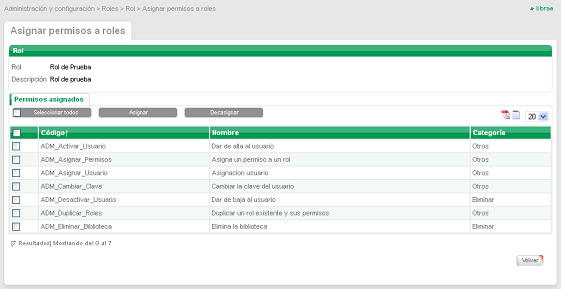 Administración y configuración > Roles > Rol > Asignar permisos a roles
librae
Asignar permisos a roles
Rol
Rol Rol de Prueba
Descripción Rol de prueba
Permisos asignados
Seleccionar todos Asignar Desasignar 20
Código↑ Nombre Categoría
ADM_Activar_Usuario Dar de alta al usuario Otros
ADM_Asignar_Permisos Asigna un permiso a un rol Otros
ADM_Asignar_Usuario Asignacion usuario Otros
ADM_Cambiar_Clave Cambiar la clave del usuario Otros
ADM_Desactivar_Usuario Dar de baja al usuario Eliminar
ADM_Duplicar_Roles Duplicar un rol existente y sus permisos Otros
ADM_Eliminar_Biblioteca Elimina la biblioteca Eliminar
[7 Resultados] Mostrando del 0 al 7
Volver